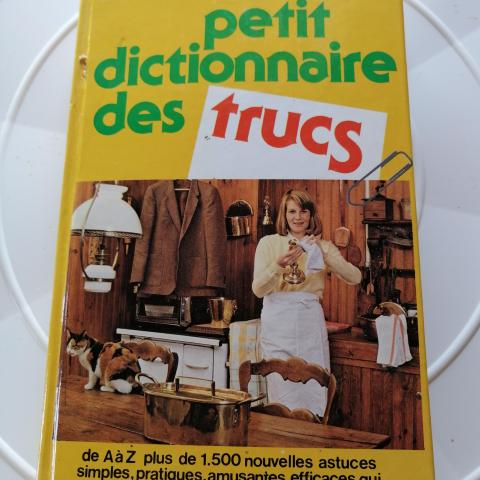 petit
dictionnaire
des trucs
de A à Z plus de 1.500 nouvelles astuces
simples, pratiques, amusantes, efficaces qui